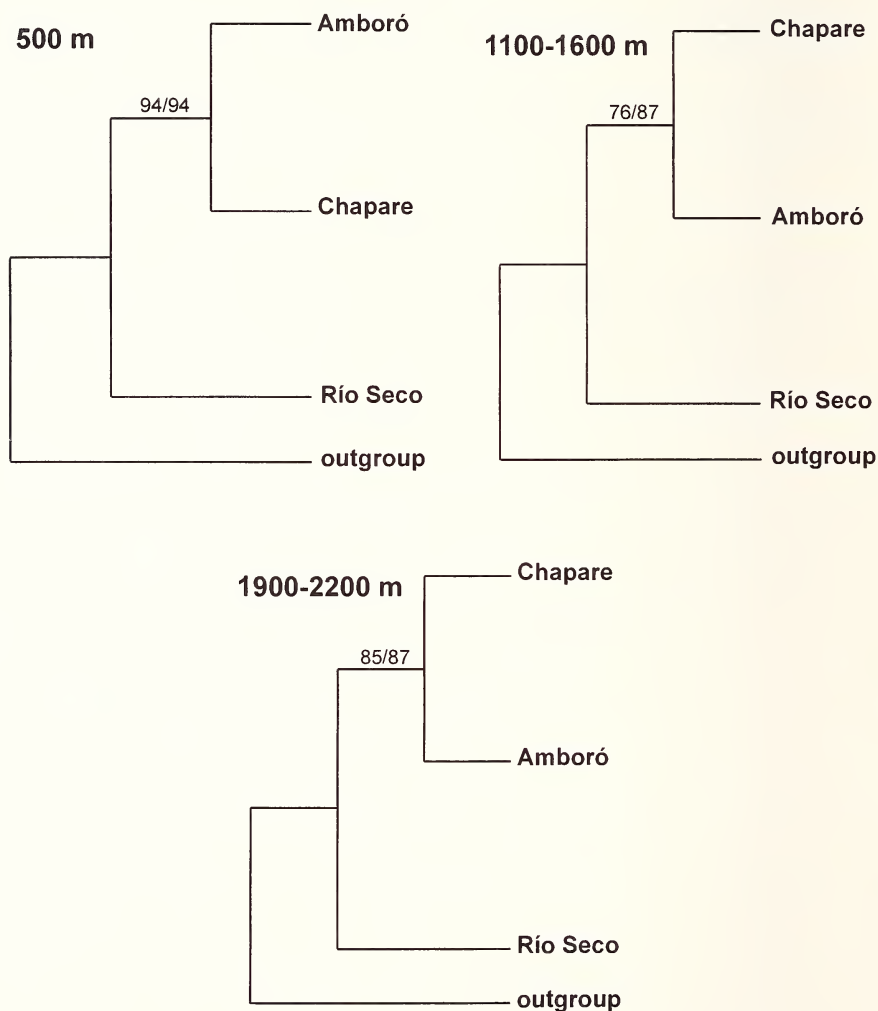 500 m
Amboró
94/94
Chapare
Río Seco
outgroup
1100-1600 m
Chapare
76/87
Amboró
Río Seco
outgroup
1900-2200 m
Chapare
85/87
Amboró
Río Seco
outgroup